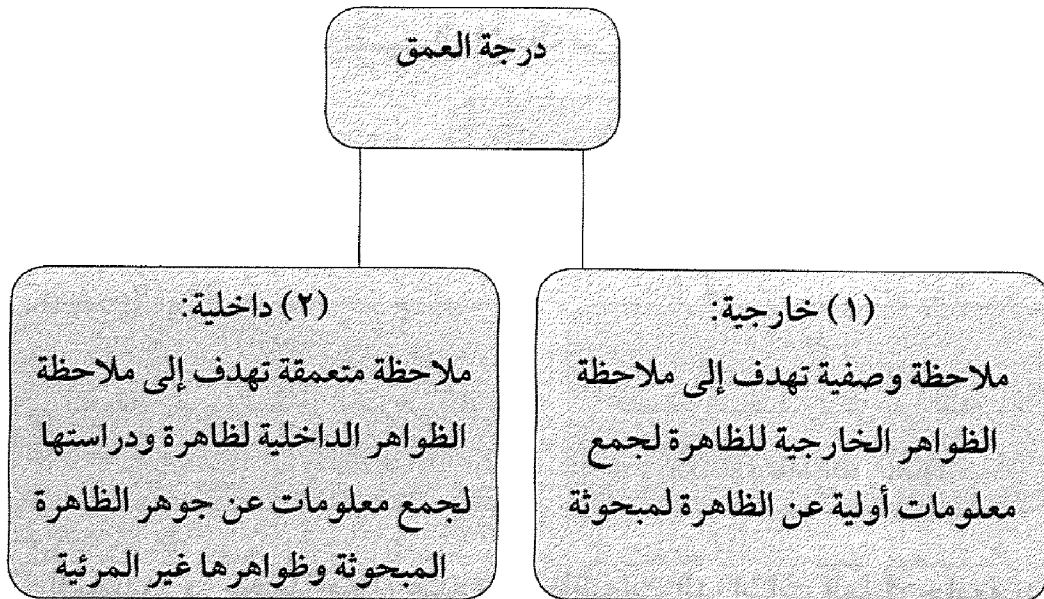 درجة العمق
(١) خارجية:
ملاحظة وصفية تهدف إلى ملاحظة
الظواهر الخارجية للظاهرة لجمع
معلومات أولية عن الظاهرة لمبحوثة
(٢) داخلية:
ملاحظة متعمقة تهدف إلى ملاحظة
الظواهر الداخلية لظاهرة ودراستها
لجمع معلومات عن جوهر الظاهرة
المبحوثة وظواهرها غير المرئية